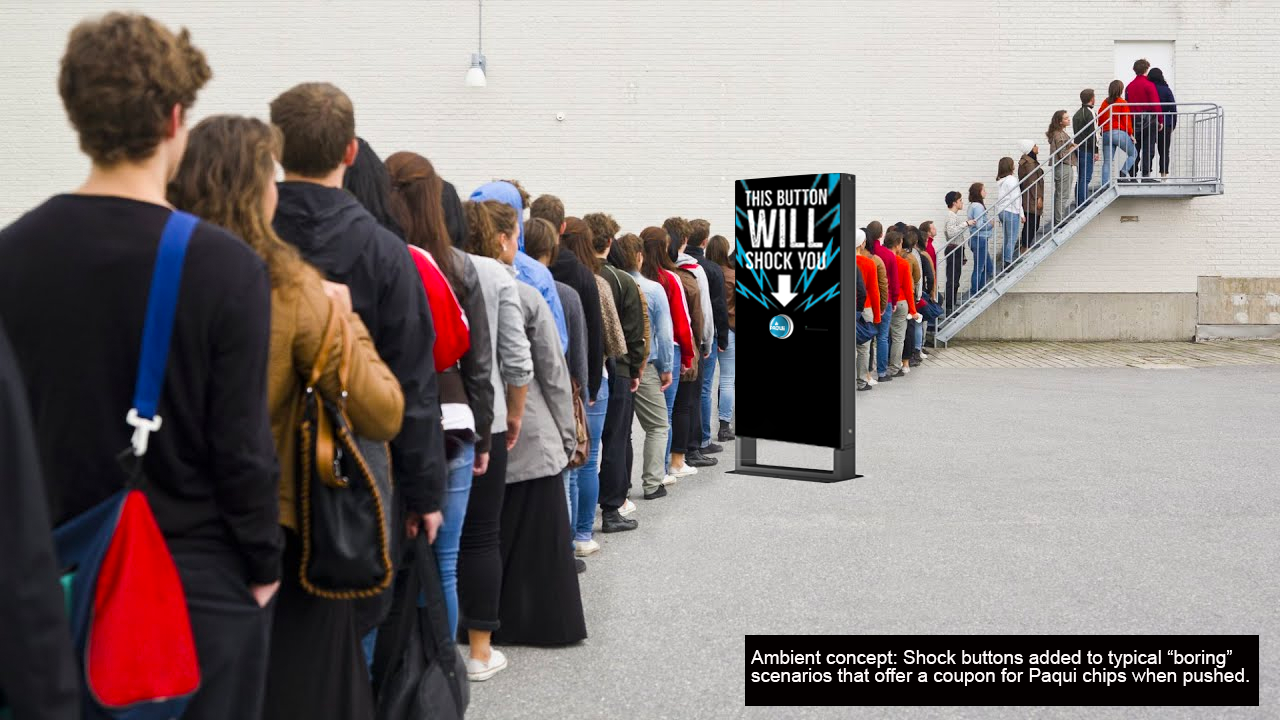 THIS BUTTON
WILL
SHOCK YOU
PAQUI
Ambient concept: Shock buttons added to typical “boring”
scenarios that offer a coupon for Paqui chips when pushed.